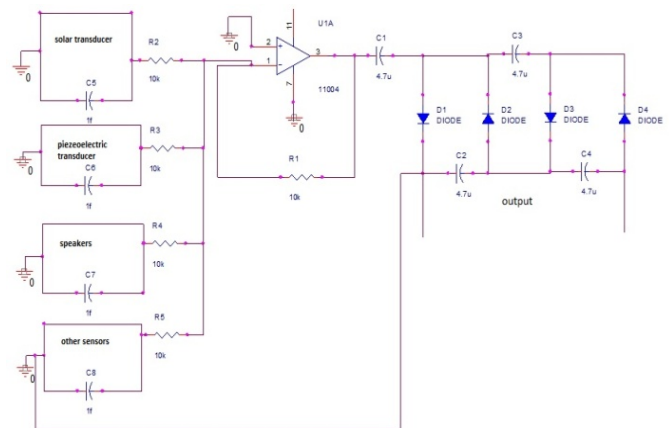 solar transducer
C5
1f
0
R2
10k
piezoelectric
transducer
C6
1f
0
R3
10k
speakers
C7
1f
0
R4
10k
other sensors
C8
1f
0
R5
10k
0
11
U1A
2
+
3
1
-
7
11004
0
R1
10k
C1
4.7u
C3
4.7u
D1
DIODE
D2
DIODE
D3
DIODE
D4
DIODE
C2
4.7u
C4
4.7u
output